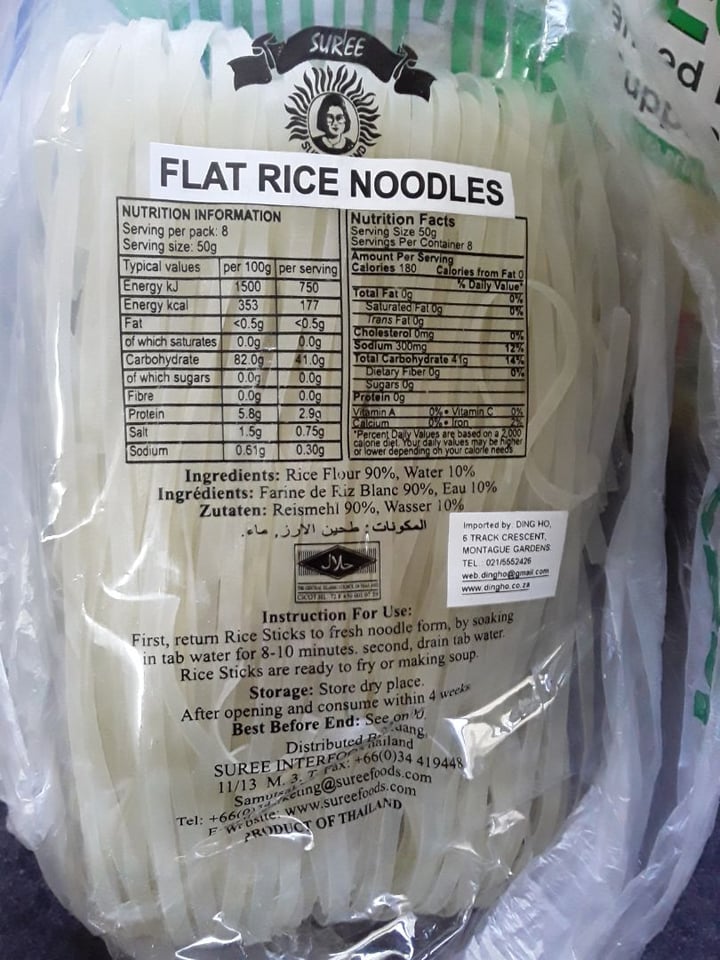 SUREE
FLAT RICE NOODLES
NUTRITION INFORMATION
Serving per pack: 8
Serving size: 50g
Typical values per 100g per serving
Energy kJ 1500 750
Energy kcal 353 177
Fat <0.5g <0.5g
of which saturates 0.0g 0.0g
Carbohydrate 82.0g 41.0g
of which sugars 0.0g 0.0g
Fibre 0.0g 0.0g
Protein 5.8g 2.9g
Salt 1.5g 0.75g
Sodium 0.61g 0.30g
Nutrition Facts
Serving Size 50g
Servings Per Container 8
Amount Per Serving
Calories 180 Calories from Fat 0
% Daily Value*
Total Fat 0g 0%
Saturated Fat 0g 0%
Trans Fat 0g
Cholesterol 0mg 0%
Sodium 300mg 12%
Total Carbohydrate 41g 14%
Dietary Fiber 0g 0%
Sugars 0g
Protein 0g
Vitamin A 0% • Vitamin C 0%
Calcium 0% • Iron 2%
*Percent Daily Values are based on a 2,000
calorie diet. Your daily values may be higher
or lower depending on your calorie needs
Ingredients: Rice Flour 90%, Water 10%
Ingrédients: Farine de Riz Blanc 90%, Eau 10%
Zutaten: Reismehl 90%, Wasser 10%
المكونات: طحين الأرز, ماء.
حلال
Imported by: DING HO,
6 TRACK CRESCENT,
MONTAGUE GARDENS
TEL: 021/5552426
web.dingho@gmail.com
www.dingho.co.za
Instruction For Use:
First, return Rice Sticks to fresh noodle form, by soaking
in tab water for 8-10 minutes. second, drain tab water.
Rice Sticks are ready to fry or making soup.
Storage: Store dry place.
After opening and consume within 4 weeks
Best Before End: See on
Distributed
SUREE INTERFOO
11/13 M. 3, T. Fax: +66(0)34 419448
@sureefoods.com
Tel: Website: www.sureefoods.com
PRODUCT OF THAILAND